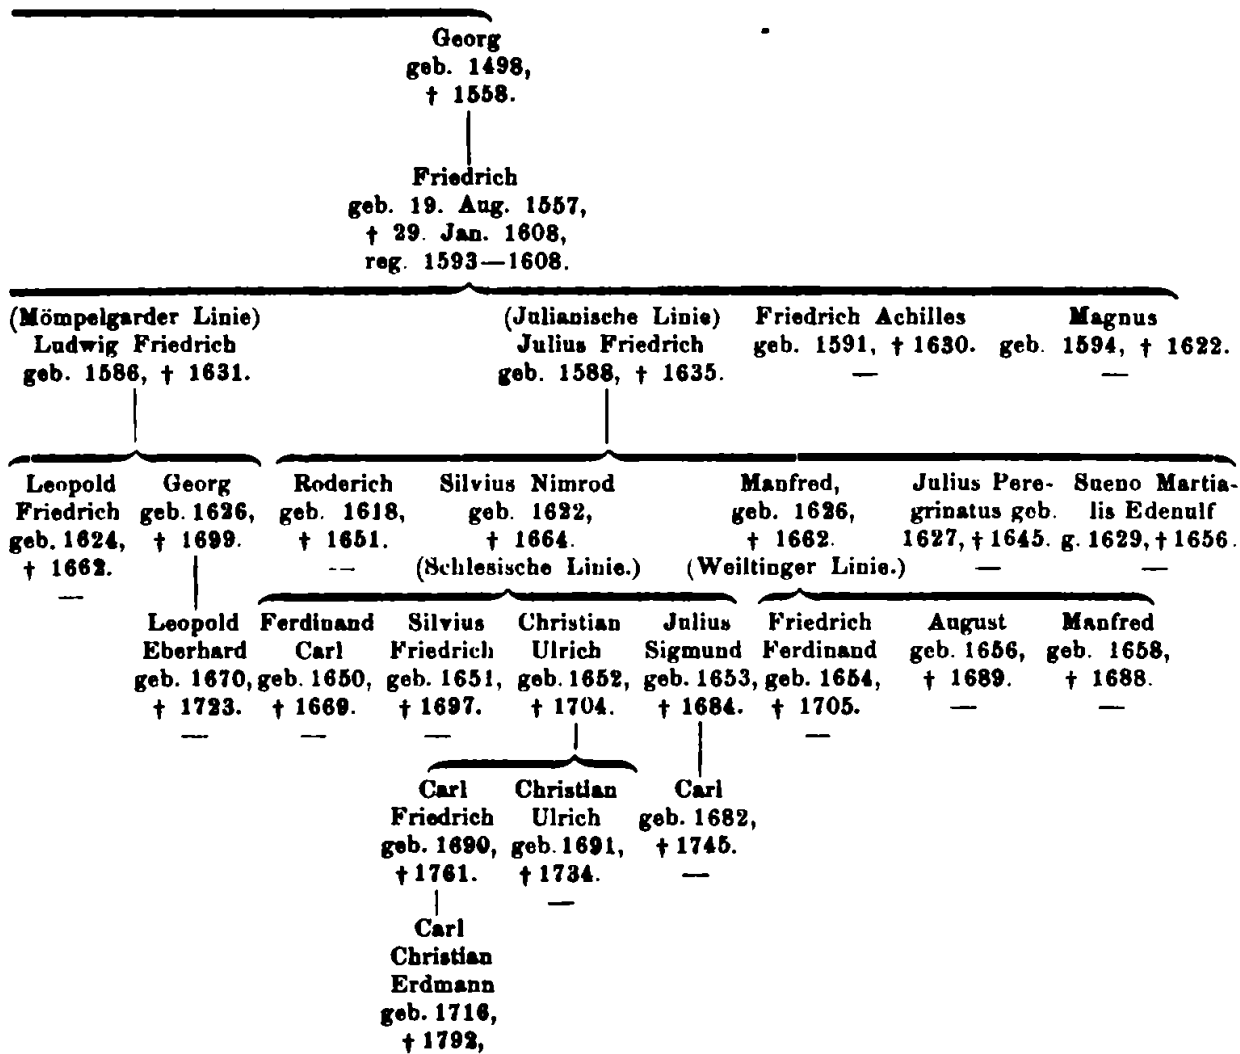 Georg
geb. 1498,
† 1558.
Friedrich
geb. 19. Aug. 1557,
† 29. Jan. 1608,
reg. 1593—1608.
(Mömpelgarder Linie)
Ludwig Friedrich
geb. 1586, † 1631.
(Julianische Linie)
Julius Friedrich
geb. 1588, † 1635.
Friedrich Achilles
geb. 1591, † 1630.
—
Magnus
geb. 1594, † 1622.
—
Leopold
Friedrich
geb. 1624,
† 1662.
—
Georg
geb. 1626,
† 1699.
Roderich
geb. 1618,
† 1651.
—
Silvius Nimrod
geb. 1622,
† 1664.
(Schlesische Linie.)
Manfred,
geb. 1626,
† 1662.
(Weiltinger Linie.)
Julius Pere-
grinatus geb.
1627, † 1645.
—
Sueno Martia-
lis Edenulf
g. 1629, † 1656.
—
Leopold
Eberhard
geb. 1670,
† 1723.
—
Ferdinand
Carl
geb. 1650,
† 1669.
—
Silvius
Friedrich
geb. 1651,
† 1697.
—
Christian
Ulrich
geb. 1652,
† 1704.
Julius
Sigmund
geb. 1653,
† 1684.
Friedrich
Ferdinand
geb. 1654,
† 1705.
—
August
geb. 1656,
† 1689.
—
Manfred
geb. 1658,
† 1688.
—
Carl
Friedrich
geb. 1690,
† 1761.
Christian
Ulrich
geb. 1691,
† 1734.
—
Carl
geb. 1682,
† 1745.
—
Carl
Christian
Erdmann
geb. 1716,
† 1792,